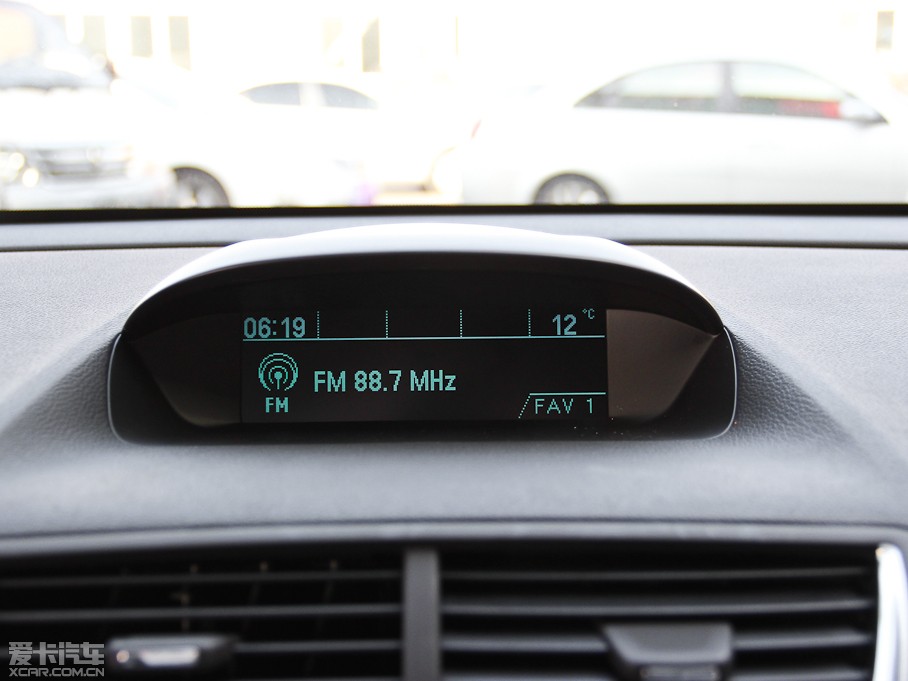 06:19 12 °C
FM 88.7 MHz
FM
FAV 1
爱卡汽车
XCAR.COM.CN